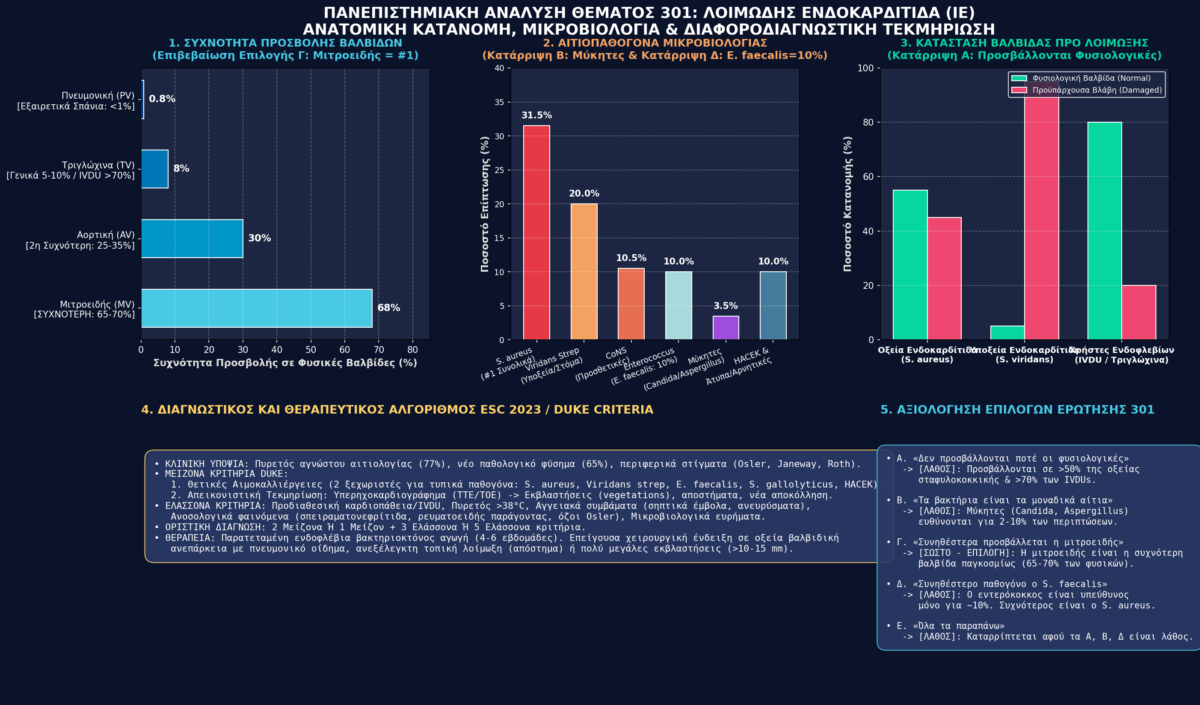 ΠΑΝΕΠΙΣΤΗΜΙΑΚΗ ΑΝΑΛΥΣΗ ΘΕΜΑΤΟΣ 301: ΛΟΙΜΩΔΗΣ ΕΝΔΟΚΑΡΔΙΤΙΔΑ (IE)
ΑΝΑΤΟΜΙΚΗ ΚΑΤΑΝΟΜΗ, ΜΙΚΡΟΒΙΟΛΟΓΙΑ & ΔΙΑΦΟΡΟΔΙΑΓΝΩΣΤΙΚΗ ΤΕΚΜΗΡΙΩΣΗ
1. ΣΥΧΝΟΤΗΤΑ ΠΡΟΣΒΟΛΗΣ ΒΑΛΒΙΔΩΝ
(Επιβεβαίωση Επιλογής Γ: Μιτροειδής = #1)
Πνευμονική (PV)
[Εξαιρετικά Σπάνια: <1%]
0.8%
Τριγλώχινα (TV)
[Γενικά 5-10% / IVDU >70%]
8%
Αορτική (AV)
[2η Συχνότερη: 25-35%]
30%
Μιτροειδής (MV)
[ΣΥΧΝΟΤΕΡΗ: 65-70%]
68%
0 10 20 30 40 50 60 70 80
Συχνότητα Προσβολής σε Φυσικές Βαλβίδες (%)
2. ΑΙΤΙΟΠΑΘΟΓΟΝΑ ΜΙΚΡΟΒΙΟΛΟΓΙΑΣ
(Κατάρριψη Β: Μύκητες & Κατάρριψη Δ: E. faecalis=10%)
Ποσοστό Επίπτωσης (%)
40
35
30
25
20
15
10
5
0
31.5%
20.0%
10.5%
10.0%
3.5%
10.0%
S. aureus
(#1 Συνολικά)
Viridans Strep
(Υποξεία/Στόμα)
CoNS
(Προσθετικές)
Enterococcus
(E. faecalis: 10%)
Μύκητες
(Candida/Aspergillus)
HACEK &
Άτυπα/Αρνητικές
3. ΚΑΤΑΣΤΑΣΗ ΒΑΛΒΙΔΑΣ ΠΡΟ ΛΟΙΜΩΞΗΣ
(Κατάρριψη Α: Προσβάλλονται Φυσιολογικές)
Ποσοστό Κατανομής (%)
100
80
60
40
20
0
Φυσιολογική Βαλβίδα (Normal)
Προϋπάρχουσα Βλάβη (Damaged)
Οξεία Ενδοκαρδίτιδα
(S. aureus)
Υποξεία Ενδοκαρδίτιδα
(S. viridans)
Χρήστες Ενδοφλεβίων
(IVDU / Τριγλώχινα)
4. ΔΙΑΓΝΩΣΤΙΚΟΣ ΚΑΙ ΘΕΡΑΠΕΥΤΙΚΟΣ ΑΛΓΟΡΙΘΜΟΣ ESC 2023 / DUKE CRITERIA
• ΚΛΙΝΙΚΗ ΥΠΟΨΙΑ: Πυρετός αγνώστου αιτιολογίας (77%), νέο παθολογικό φύσημα (65%), περιφερικά στίγματα (Osler, Janeway, Roth).
• ΜΕΙΖΟΝΑ ΚΡΙΤΗΡΙΑ DUKE:
1. Θετικές Αιμοκαλλιέργειες (2 ξεχωριστές για τυπικά παθογόνα: S. aureus, Viridans strep, E. faecalis, S. gallolyticus, HACEK)
2. Απεικονιστική Τεκμηρίωση: Υπερηχοκαρδιογράφημα (TTE/TOE) -> Εκβλαστήσεις (vegetations), αποστήματα, νέα αποκόλληση.
• ΕΛΑΣΣΟΝΑ ΚΡΙΤΗΡΙΑ: Προδιαθεσική καρδιοπάθεια/IVDU, Πυρετός >38°C, Αγγειακά συμβάματα (σηπτικά έμβολα, ανευρύσματα),
Ανοσολογικά φαινόμενα (σπειραματονεφρίτιδα, ρευματοειδής παράγοντας, όζοι Osler), Μικροβιολογικά ευρήματα.
• ΟΡΙΣΤΙΚΗ ΔΙΑΓΝΩΣΗ: 2 Μείζονα Ή 1 Μείζον + 3 Ελάσσονα Ή 5 Ελάσσονα κριτήρια.
• ΘΕΡΑΠΕΙΑ: Παρατεταμένη ενδοφλέβια βακτηριοκτόνος αγωγή (4-6 εβδομάδες). Επείγουσα χειρουργική ένδειξη σε οξεία βαλβιδική
ανεπάρκεια με πνευμονικό οίδημα, ανεξέλεγκτη τοπική λοίμωξη (απόστημα) ή πολύ μεγάλες εκβλαστήσεις (>10-15 mm).
5. ΑΞΙΟΛΟΓΗΣΗ ΕΠΙΛΟΓΩΝ ΕΡΩΤΗΣΗΣ 301
• Α. «Δεν προσβάλλονται ποτέ οι φυσιολογικές»
-> [ΛΑΘΟΣ]: Προσβάλλονται σε >50% της οξείας
σταφυλοκοκκικής & >70% των IVDUs.
• Β. «Τα βακτήρια είναι τα μοναδικά αίτια»
-> [ΛΑΘΟΣ]: Μύκητες (Candida, Aspergillus)
ευθύνονται για 2-10% των περιπτώσεων.
• Γ. «Συνηθέστερα προσβάλλεται η μιτροειδής»
-> [ΣΩΣΤΟ - ΕΠΙΛΟΓΗ]: Η μιτροειδής είναι η συχνότερη
βαλβίδα παγκοσμίως (65-70% των φυσικών).
• Δ. «Συνηθέστερο παθογόνο ο S. faecalis»
-> [ΛΑΘΟΣ]: Ο εντερόκοκκος είναι υπεύθυνος
μόνο για ~10%. Συχνότερος είναι ο S. aureus.
• Ε. «Όλα τα παραπάνω»
-> [ΛΑΘΟΣ]: Καταρρίπτεται αφού τα Α, Β, Δ είναι λάθος.